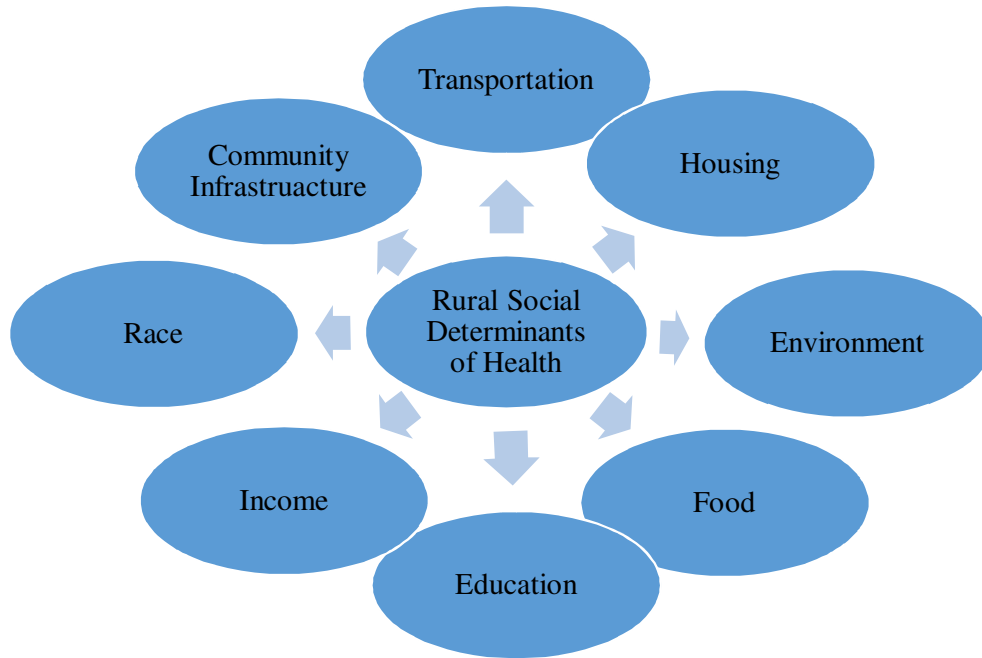 Transportation
Community
Infrastruacture
Housing
Race
Rural Social
Determinants
of Health
Environment
Income
Food
Education